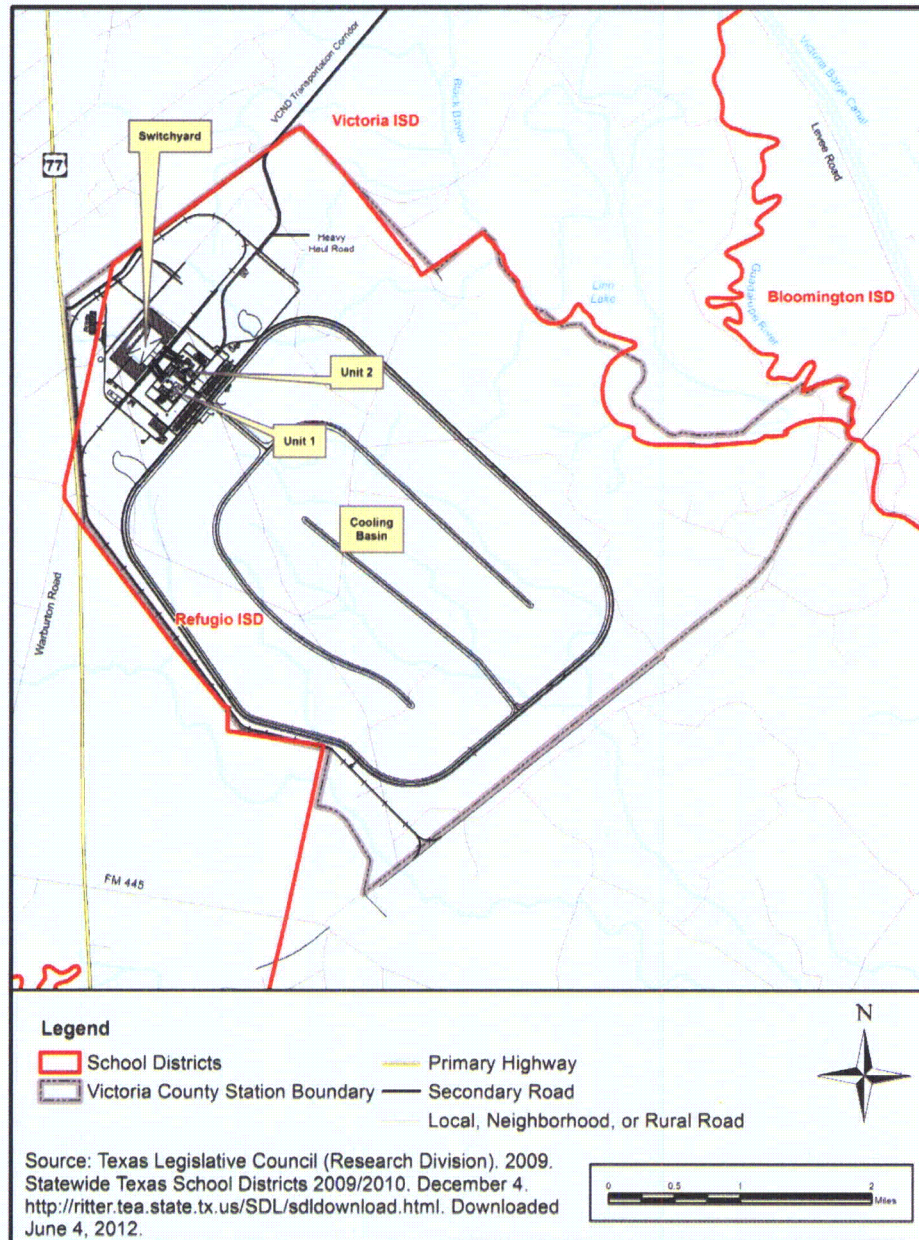 VCND Transportation Corridor
Victoria Barge Canal
Black Bayou
Levee Road
Victoria ISD
Switchyard
77
Heavy
Haul Road
Linn
Lake
Guadalupe River
Bloomington ISD
Unit 2
Unit 1
Cooling
Basin
Warburton Road
Refugio ISD
FM 445
Legend
School Districts
Victoria County Station Boundary
Primary Highway
Secondary Road
Local, Neighborhood, or Rural Road
N
Source: Texas Legislative Council (Research Division). 2009.
Statewide Texas School Districts 2009/2010. December 4.
http://ritter.tea.state.tx.us/SDL/sdldownload.html. Downloaded
June 4, 2012.
0 0.5 1 2
Miles